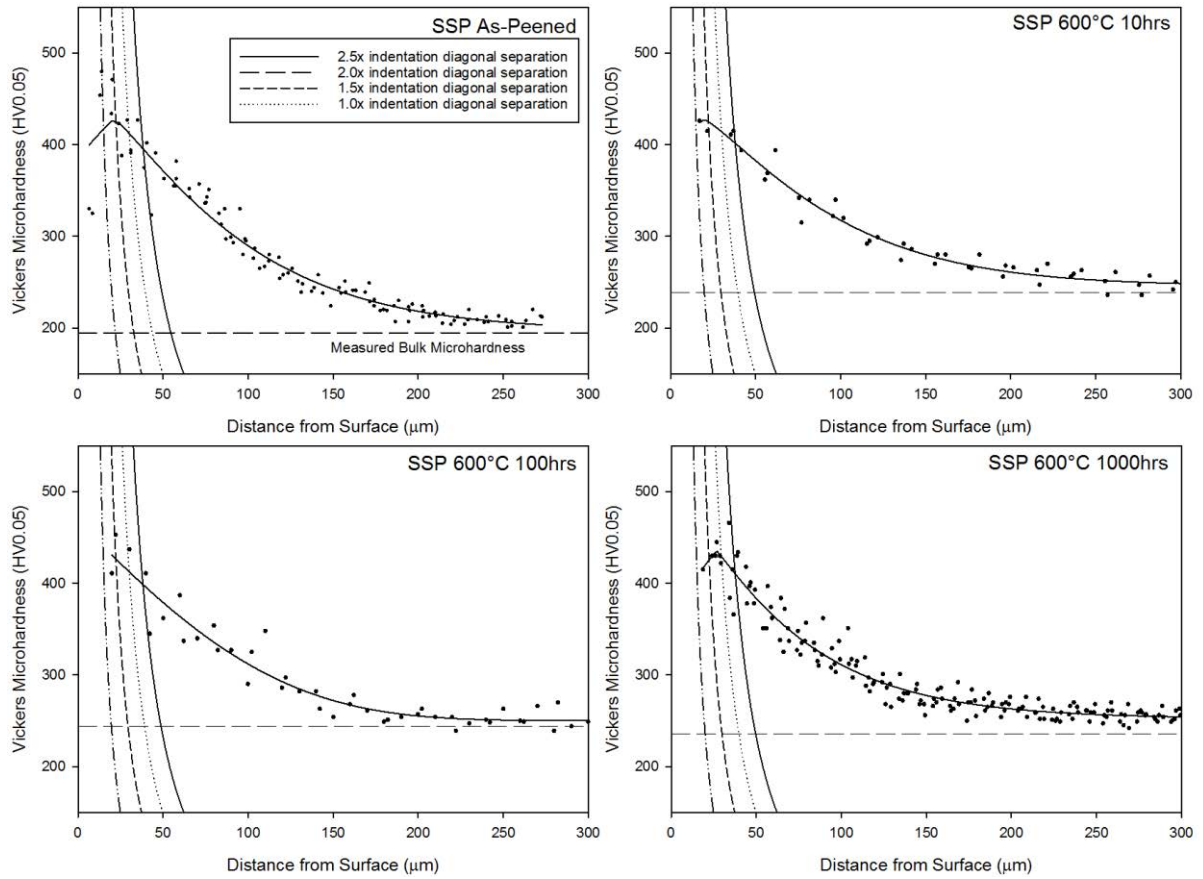 SSP As-Peened
2.5x indentation diagonal separation
2.0x indentation diagonal separation
1.5x indentation diagonal separation
1.0x indentation diagonal separation
Measured Bulk Microhardness
Vickers Microhardness (HV0.05)
500
400
300
200
0 50 100 150 200 250 300
Distance from Surface (μm)
SSP 600°C 10hrs
Vickers Microhardness (HV0.05)
500
400
300
200
0 50 100 150 200 250 300
Distance from Surface (μm)
SSP 600°C 100hrs
Vickers Microhardness (HV0.05)
500
400
300
200
0 50 100 150 200 250 300
Distance from Surface (μm)
SSP 600°C 1000hrs
Vickers Microhardness (HV0.05)
500
400
300
200
0 50 100 150 200 250 300
Distance from Surface (μm)